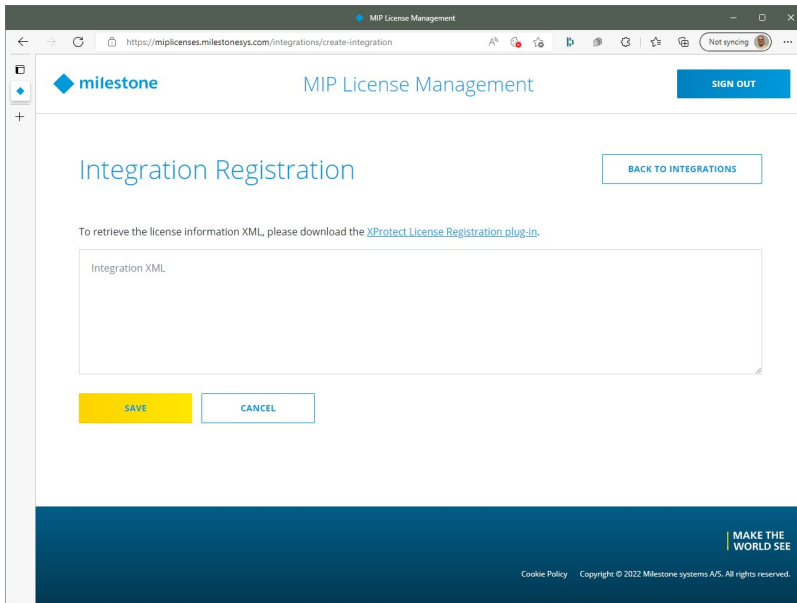 MIP License Management
https://miplicenses.milestonesys.com/integrations/create-integration
Not syncing
milestone
MIP License Management
SIGN OUT
Integration Registration
BACK TO INTEGRATIONS
To retrieve the license information XML, please download the XProtect License Registration plug-in.
Integration XML
SAVE
CANCEL
MAKE THE
WORLD SEE
Cookie Policy Copyright © 2022 Milestone systems A/S. All rights reserved.